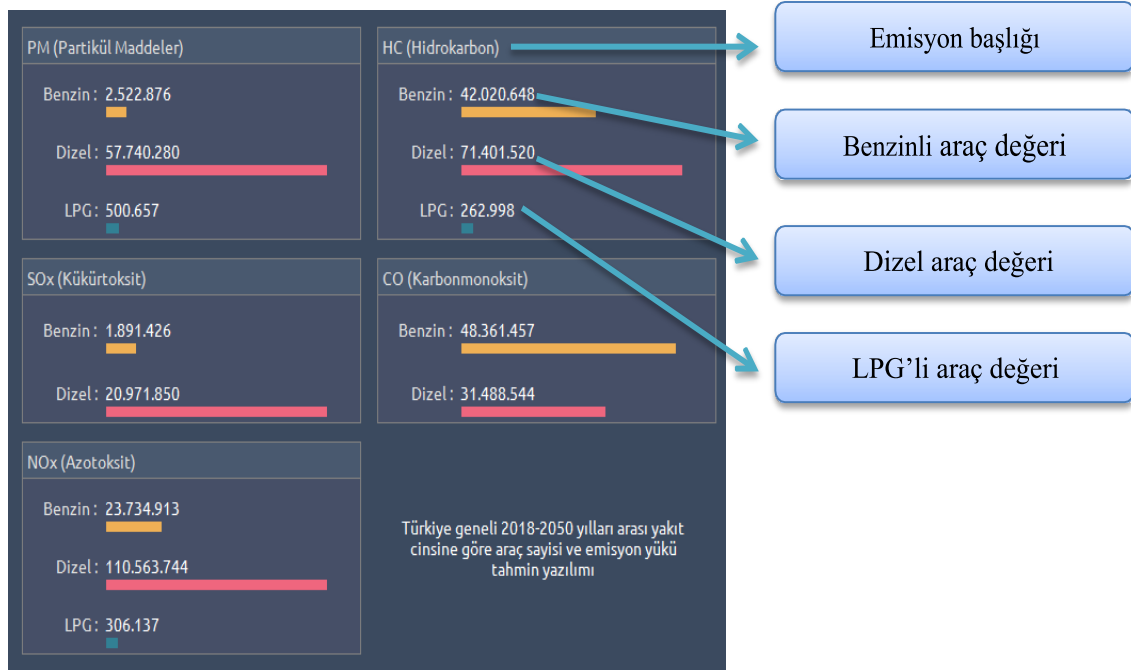 PM (Partikül Maddeler)
Benzin : 2.522.876
Dizel : 57.740.280
LPG : 500.657
HC (Hidrokarbon)
Benzin : 42.020.648
Dizel : 71.401.520
LPG : 262.998
SOx (Kükürtoksit)
Benzin : 1.891.426
Dizel : 20.971.850
CO (Karbonmonoksit)
Benzin : 48.361.457
Dizel : 31.488.544
NOx (Azotoksit)
Benzin : 23.734.913
Dizel : 110.563.744
LPG : 306.137
Türkiye geneli 2018-2050 yılları arası yakıt
cinsine göre araç sayisi ve emisyon yükü
tahmin yazılımı
Emisyon başlığı
Benzinli araç değeri
Dizel araç değeri
LPG’li araç değeri